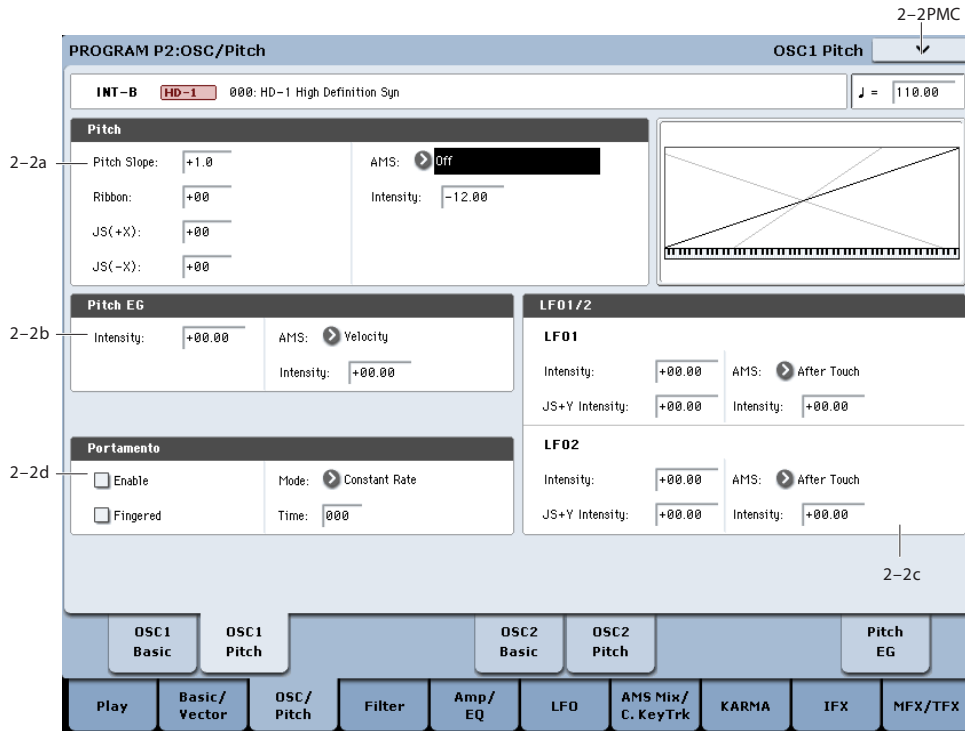 2-2PMC
PROGRAM P2:OSC/Pitch
OSC1 Pitch
INT-B HD-1 000: HD-1 High Definition Syn
♩ = 110.00
Pitch
2-2a
Pitch Slope: +1.0
AMS: Off
Ribbon: +00
Intensity: -12.00
JS(+X): +00
JS(-X): +00
Pitch EG
2-2b
Intensity: +00.00
AMS: Velocity
Intensity: +00.00
LFO1/2
LFO1
Intensity: +00.00 AMS: After Touch
JS+Y Intensity: +00.00 Intensity: +00.00
Portamento
2-2d
Enable
Mode: Constant Rate
Fingered
Time: 000
LFO2
Intensity: +00.00 AMS: After Touch
JS+Y Intensity: +00.00 Intensity: +00.00
2-2c
OSC1
Basic
OSC1
Pitch
OSC2
Basic
OSC2
Pitch
Pitch
EG
Play
Basic/
Vector
OSC/
Pitch
Filter
Amp/
EQ
LFO
AMS Mix/
C. KeyTrk
KARMA
IFX
MFX/TFX